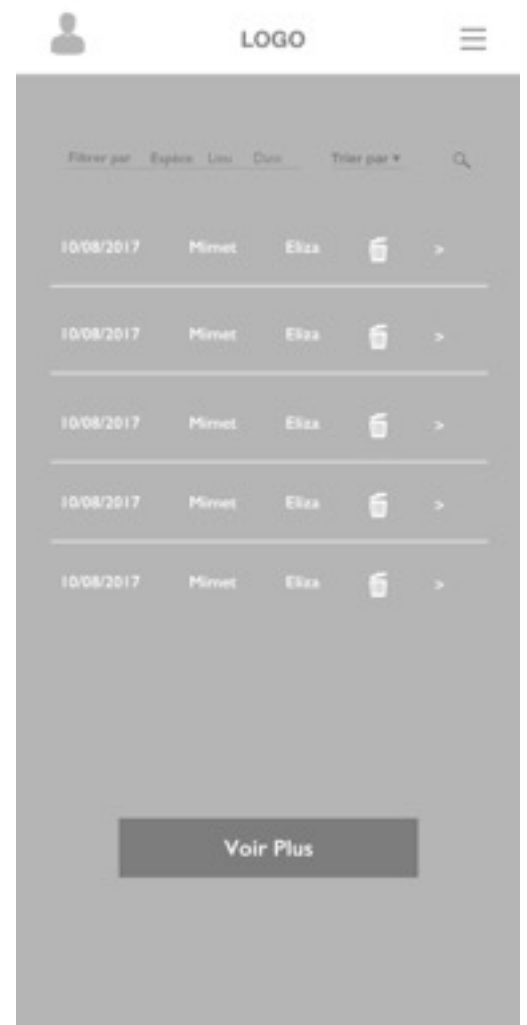 LOGO
Filtrer par Espèce Lieu Date Trier par ▾
10/08/2017 Mimet Eliza >
10/08/2017 Mimet Eliza >
10/08/2017 Mimet Eliza >
10/08/2017 Mimet Eliza >
10/08/2017 Mimet Eliza >
Voir Plus